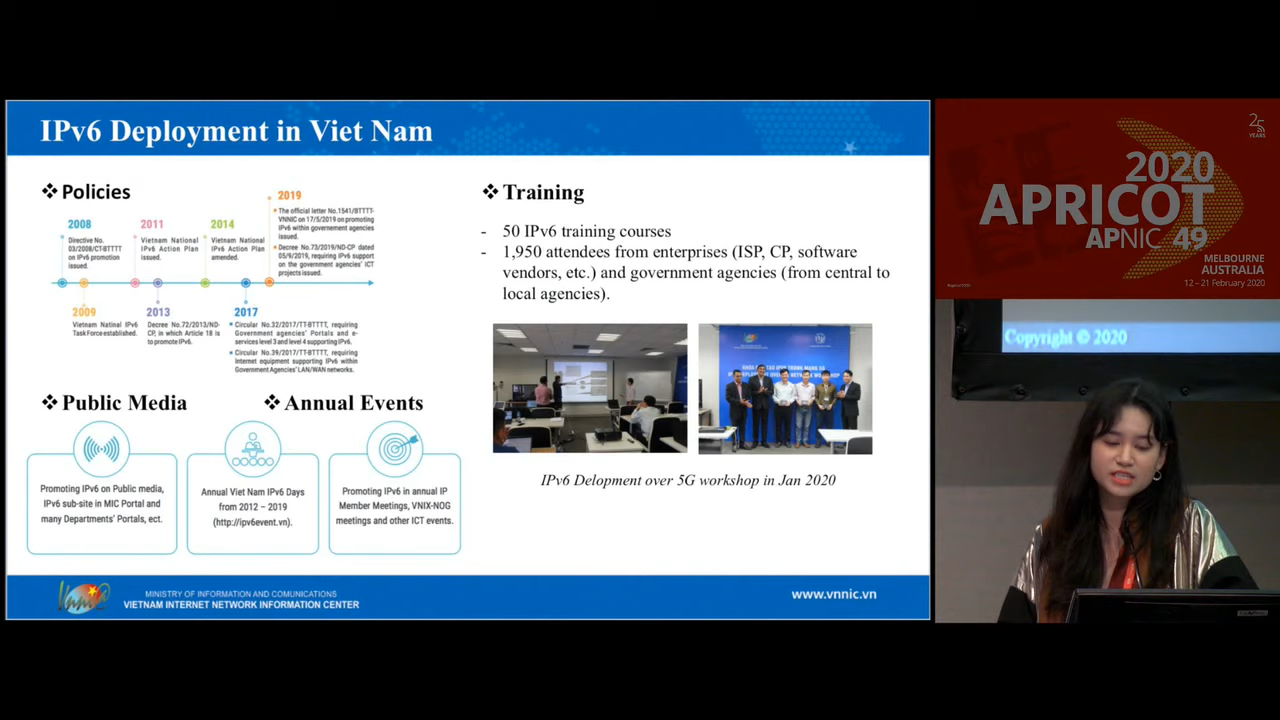 IPv6 Deployment in Viet Nam
❖Policies
2008
Directive No.
03/2008/CT-BTTTT
on IPv6 promotion
issued.
2011
Vietnam National
IPv6 Action Plan
issued.
2014
Vietnam National
IPv6 Action Plan
amended.
2019
The official letter No.1541/BTTTT-
VNNIC on 17/5/2019 on promoting
IPv6 within governement agencies
issued.
Decree No.73/2019/ND-CP dated
05/9/2019, requiring IPv6 support
on the government agencies' ICT
projects issued.
2009
Vietnam Natinal IPv6
Task Force established.
2013
Decree No.72/2013/ND-
CP, in which Article 18 is
to promote IPv6.
2017
Circular No.32/2017/TT-BTTTT, requiring
Government agencies' Portals and e-
services level 3 and level 4 supporting IPv6.
Circular No.39/2017/TT-BTTTT, requiring
Internet equipment supporting IPv6 within
Government Agencies' LAN/WAN networks.
❖Public Media
Promoting IPv6 on Public media,
IPv6 sub-site in MIC Portal and
many Departments' Portals, ect.
❖Annual Events
Annual Viet Nam IPv6 Days
from 2012 – 2019
(http://ipv6event.vn).
Promoting IPv6 in annual IP
Member Meetings, VNIX-NOG
meetings and other ICT events.
❖Training
- 50 IPv6 training courses
- 1,950 attendees from enterprises (ISP, CP, software
vendors, etc.) and government agencies (from central to
local agencies).
IPv6 Delopment over 5G workshop in Jan 2020
MINISTRY OF INFORMATION AND COMUNICATIONS
VIETNAM INTERNET NETWORK INFORMATION CENTER
www.vnnic.vn
25
YEARS
2020
APRICOT
APNIC 49
MELBOURNE
AUSTRALIA
12 – 21 February 2020
Copyright © 2020